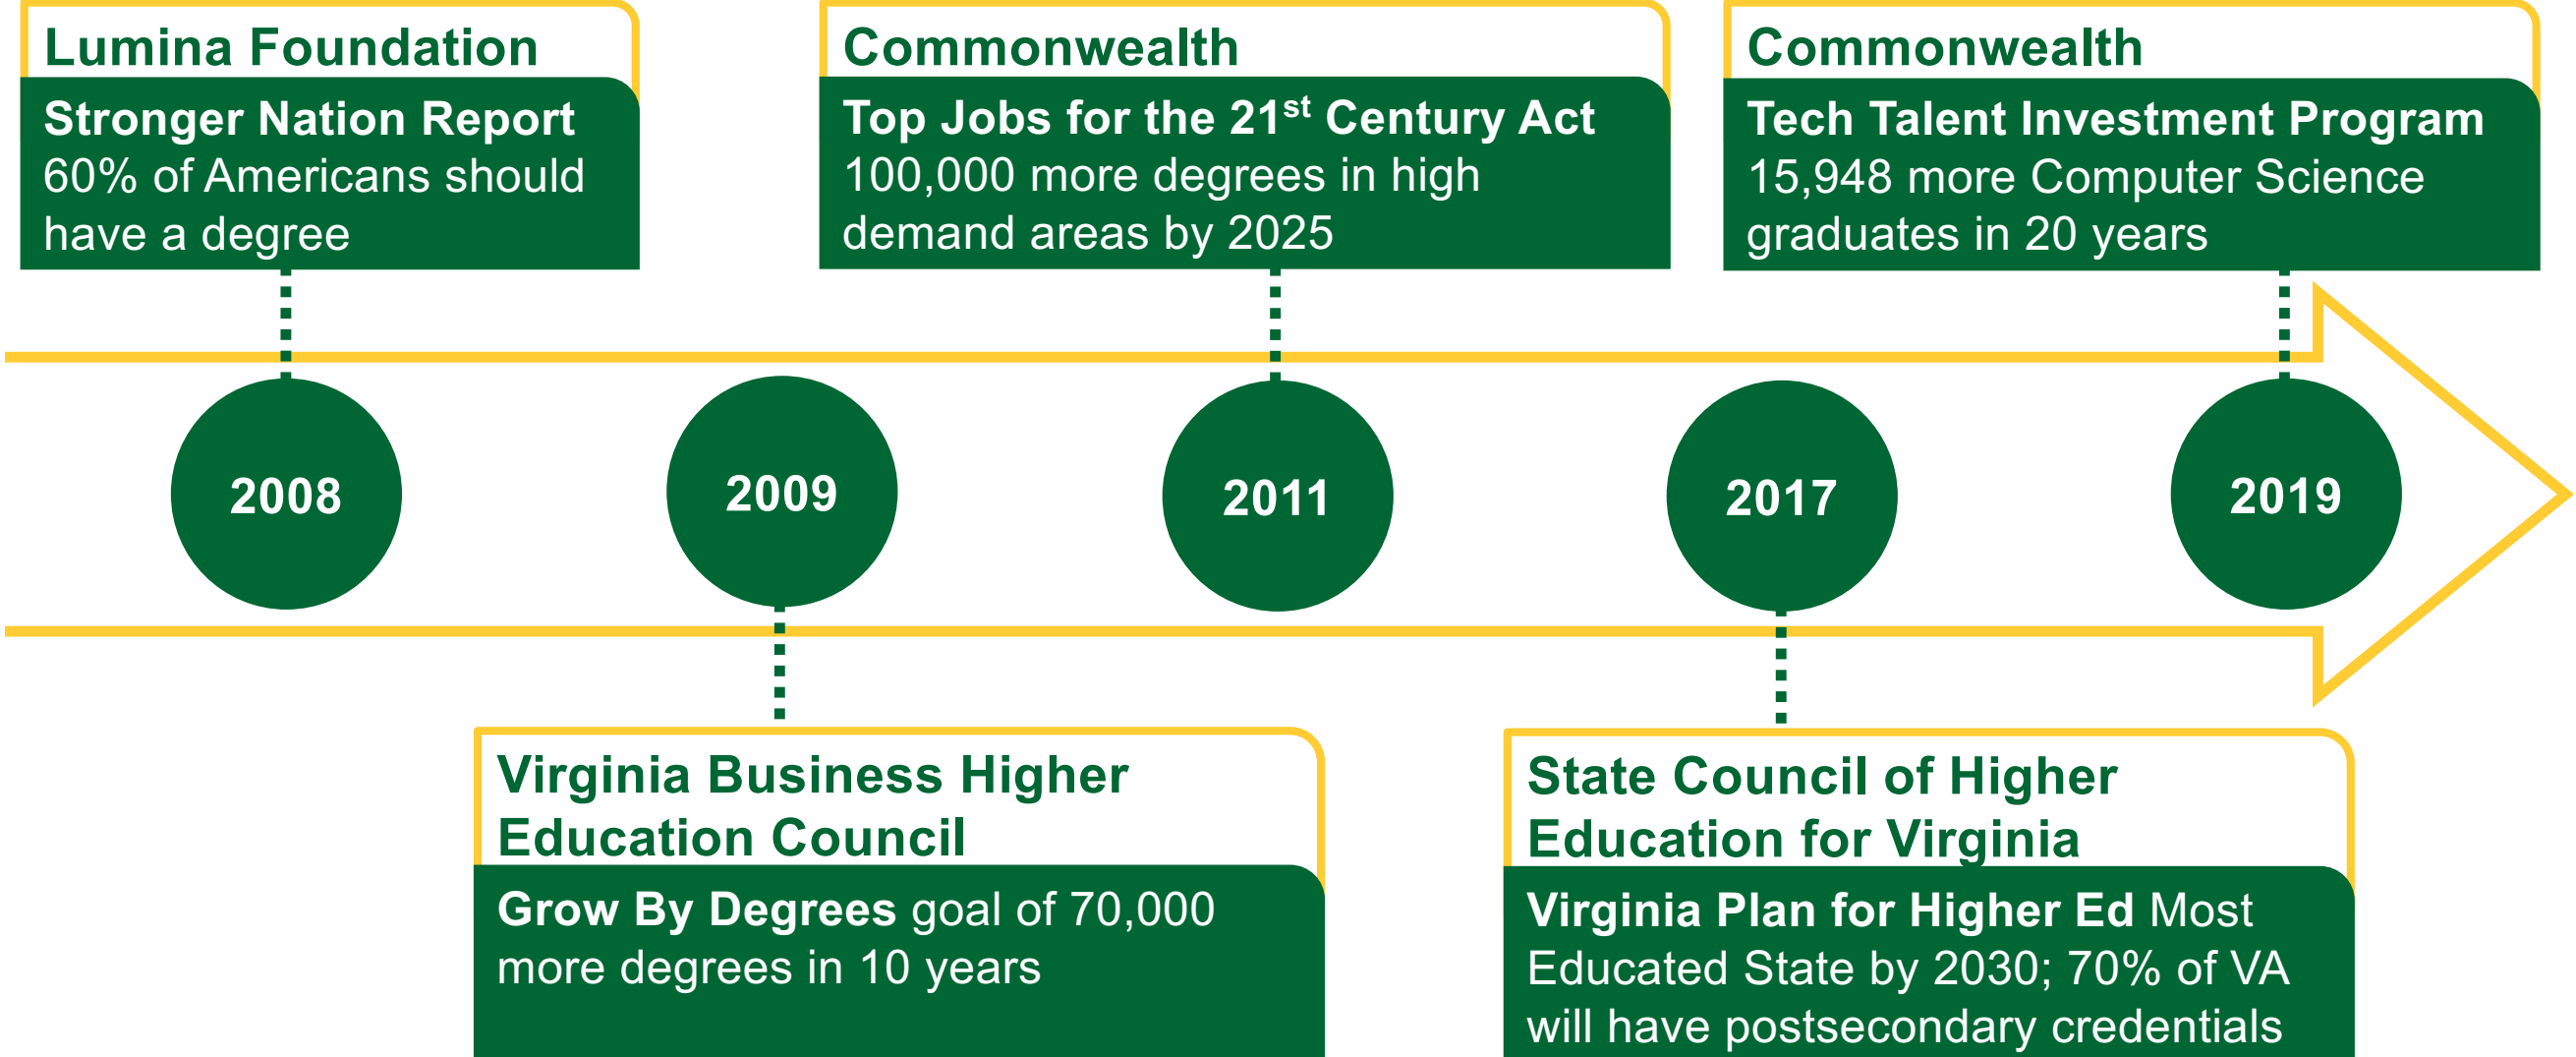 Lumina Foundation
Stronger Nation Report
60% of Americans should
have a degree
Commonwealth
Top Jobs for the 21st Century Act
100,000 more degrees in high
demand areas by 2025
Commonwealth
Tech Talent Investment Program
15,948 more Computer Science
graduates in 20 years
2008
2009
2011
2017
2019
Virginia Business Higher
Education Council
Grow By Degrees goal of 70,000
more degrees in 10 years
State Council of Higher
Education for Virginia
Virginia Plan for Higher Ed Most
Educated State by 2030; 70% of VA
will have postsecondary credentials